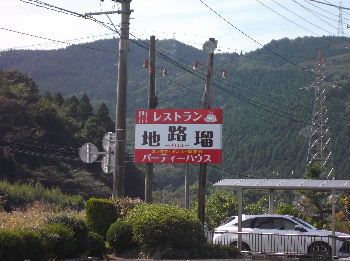 レストラン
地路瑠
パーティーハウス